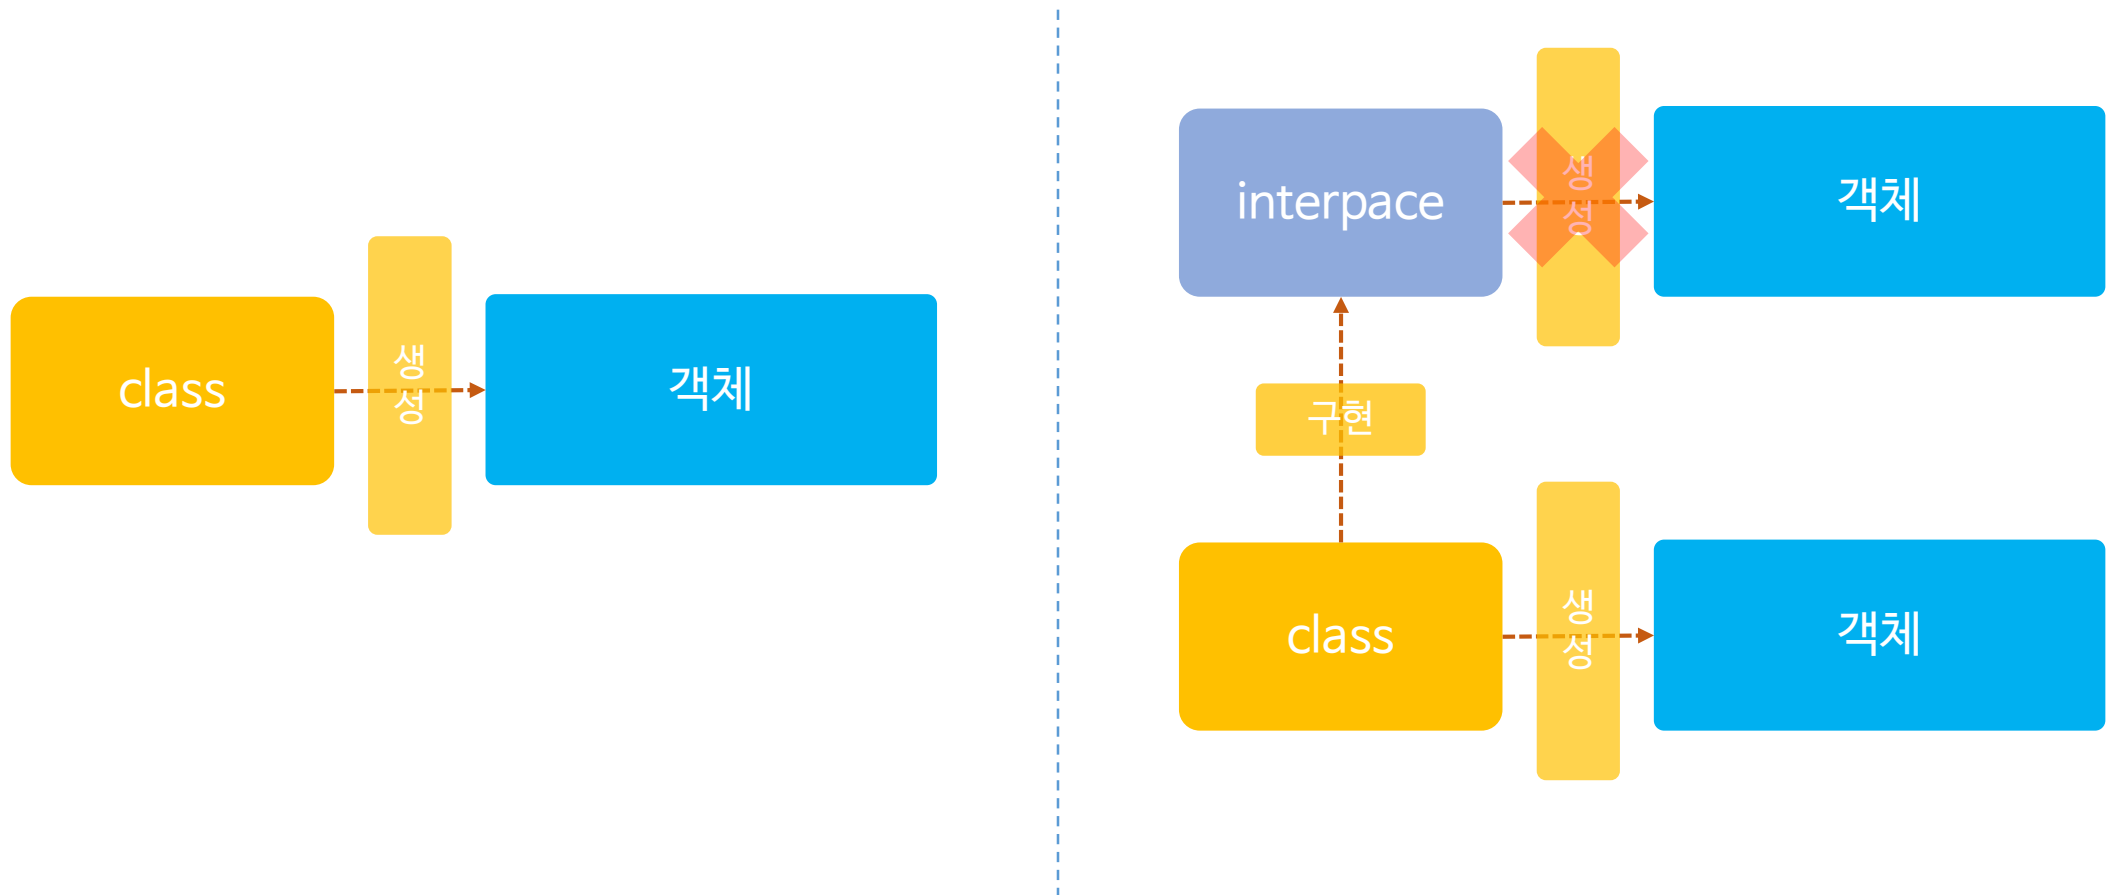 class
생
성
객체
interpace
생
성
객체
구현
class
생
성
객체